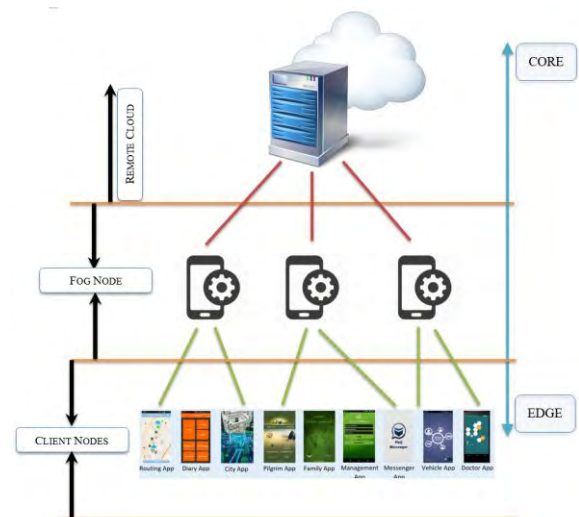 CORE
REMOTE CLOUD
FOG NODE
EDGE
CLIENT NODES
Routing App
Diary App
City App
Pilgrim App
Family App
Management
App
Messenger
App
Vehicle App
Doctor App